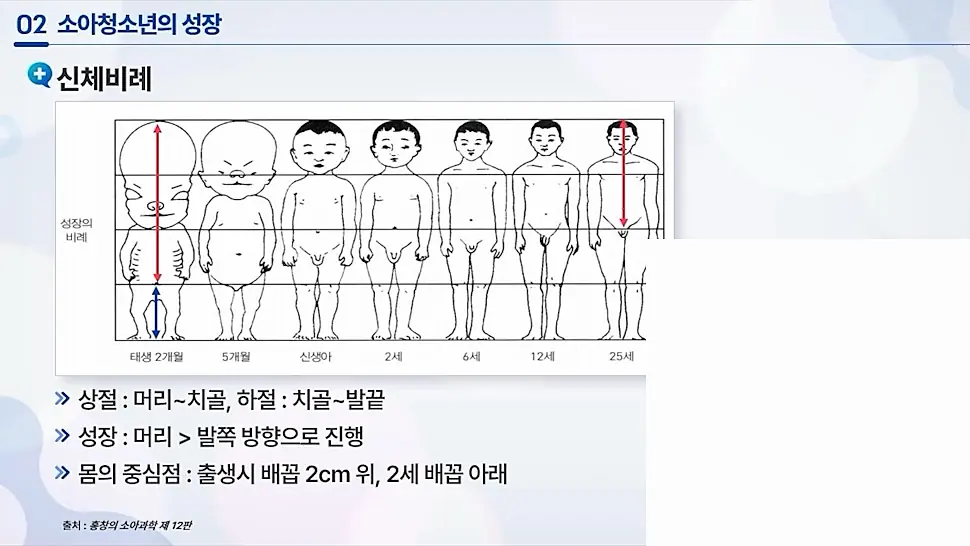 02 소아청소년의 성장
신체비례
성장의
비례
태생 2개월 5개월 신생아 2세 6세 12세 25세
상절 : 머리~치골, 하절 : 치골~발끝
성장 : 머리 > 발쪽 방향으로 진행
몸의 중심점 : 출생시 배꼽 2cm 위, 2세 배꼽 아래
출처 : 홍창의 소아과학 제 12판